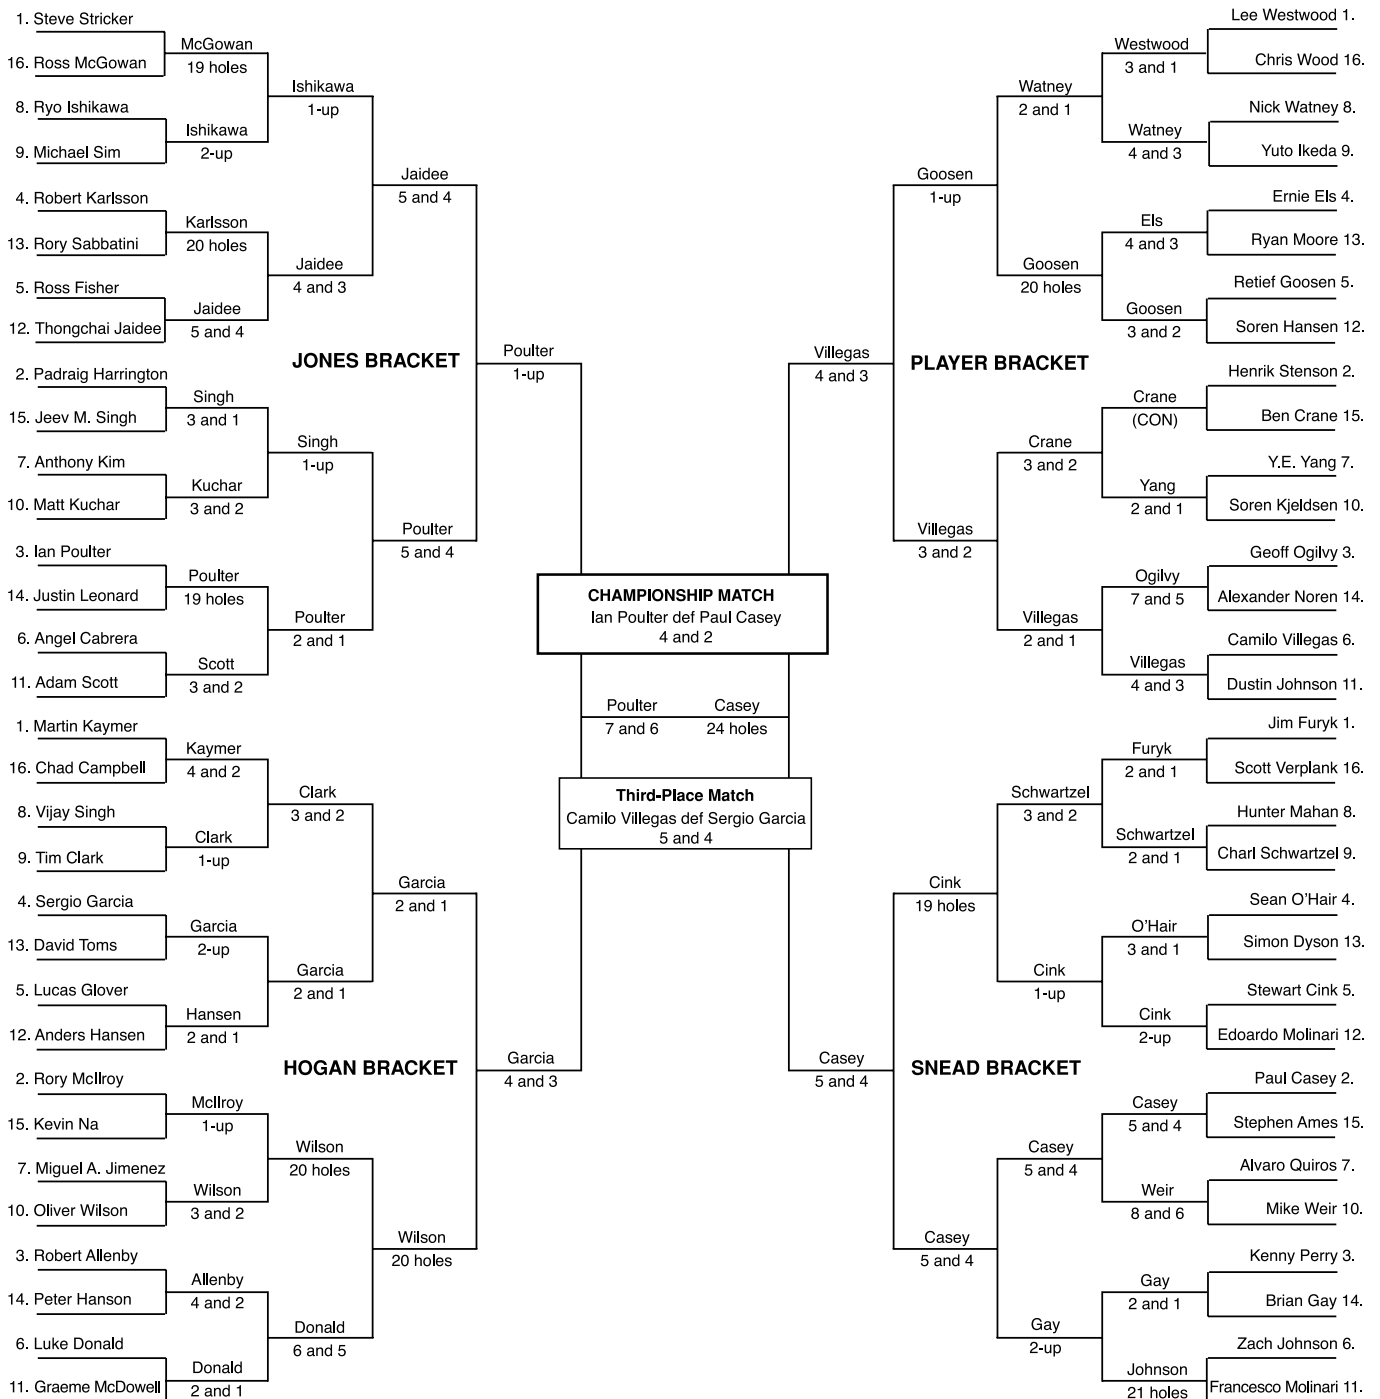 1. Steve Stricker
16. Ross McGowan
8. Ryo Ishikawa
9. Michael Sim
4. Robert Karlsson
13. Rory Sabbatini
5. Ross Fisher
12. Thongchai Jaidee
2. Padraig Harrington
15. Jeev M. Singh
7. Anthony Kim
10. Matt Kuchar
3. Ian Poulter
14. Justin Leonard
6. Angel Cabrera
11. Adam Scott
McGowan
19 holes
Ishikawa
2-up
Karlsson
20 holes
Jaidee
5 and 4
Singh
3 and 1
Kuchar
3 and 2
Poulter
19 holes
Scott
3 and 2
Ishikawa
1-up
Jaidee
4 and 3
Singh
1-up
Poulter
2 and 1
Jaidee
5 and 4
Poulter
5 and 4
JONES BRACKET
Poulter
1-up
1. Martin Kaymer
16. Chad Campbell
8. Vijay Singh
9. Tim Clark
4. Sergio Garcia
13. David Toms
5. Lucas Glover
12. Anders Hansen
2. Rory McIlroy
15. Kevin Na
7. Miguel A. Jimenez
10. Oliver Wilson
3. Robert Allenby
14. Peter Hanson
6. Luke Donald
11. Graeme McDowell
Kaymer
4 and 2
Clark
1-up
Garcia
2-up
Hansen
2 and 1
McIlroy
1-up
Wilson
3 and 2
Allenby
4 and 2
Donald
2 and 1
Clark
3 and 2
Garcia
2 and 1
Wilson
20 holes
Donald
6 and 5
Garcia
2 and 1
Wilson
20 holes
HOGAN BRACKET
Garcia
4 and 3
CHAMPIONSHIP MATCH
Ian Poulter def Paul Casey
4 and 2
Poulter
7 and 6
Casey
24 holes
Third-Place Match
Camilo Villegas def Sergio Garcia
5 and 4
Villegas
4 and 3
PLAYER BRACKET
Goosen
1-up
Villegas
3 and 2
Watney
2 and 1
Goosen
20 holes
Crane
3 and 2
Villegas
2 and 1
Westwood
3 and 1
Watney
4 and 3
Els
4 and 3
Goosen
3 and 2
Crane
(CON)
Yang
2 and 1
Ogilvy
7 and 5
Villegas
4 and 3
Lee Westwood 1.
Chris Wood 16.
Nick Watney 8.
Yuto Ikeda 9.
Ernie Els 4.
Ryan Moore 13.
Retief Goosen 5.
Soren Hansen 12.
Henrik Stenson 2.
Ben Crane 15.
Y.E. Yang 7.
Soren Kjeldsen 10.
Geoff Ogilvy 3.
Alexander Noren 14.
Camilo Villegas 6.
Dustin Johnson 11.
Casey
5 and 4
SNEAD BRACKET
Cink
19 holes
Casey
5 and 4
Schwartzel
3 and 2
Cink
1-up
Casey
5 and 4
Gay
2-up
Furyk
2 and 1
Schwartzel
2 and 1
O'Hair
3 and 1
Cink
2-up
Casey
5 and 4
Weir
8 and 6
Gay
2 and 1
Johnson
21 holes
Jim Furyk 1.
Scott Verplank 16.
Hunter Mahan 8.
Charl Schwartzel 9.
Sean O'Hair 4.
Simon Dyson 13.
Stewart Cink 5.
Edoardo Molinari 12.
Paul Casey 2.
Stephen Ames 15.
Alvaro Quiros 7.
Mike Weir 10.
Kenny Perry 3.
Brian Gay 14.
Zach Johnson 6.
Francesco Molinari 11.